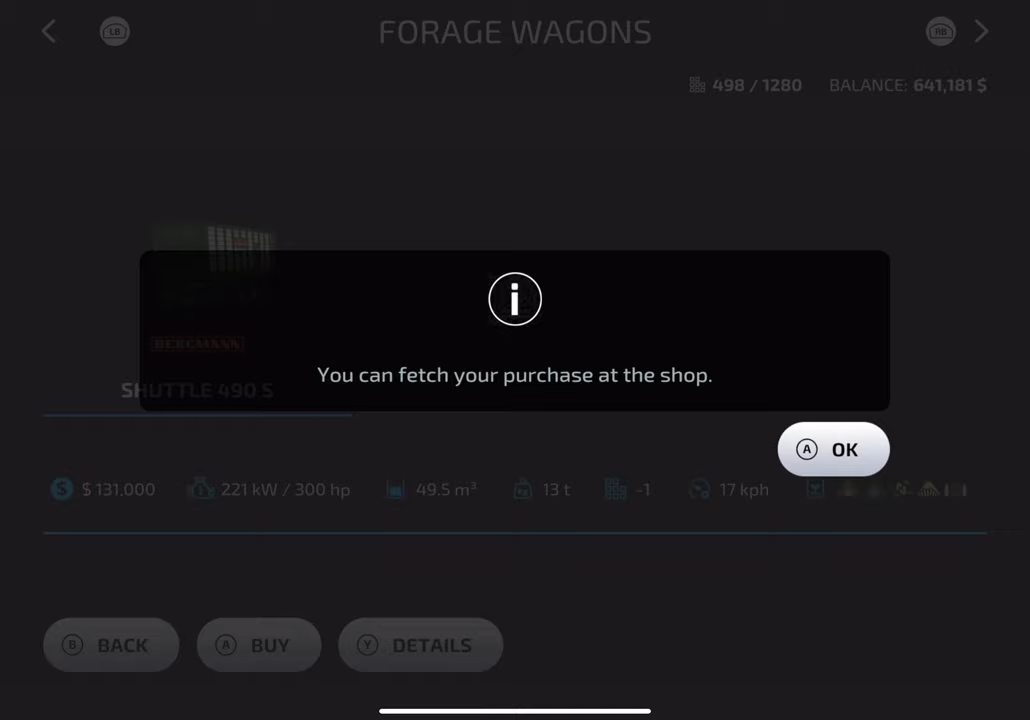 LB
FORAGE WAGONS
RB
498 / 1280 BALANCE: 641,181 $
BERGMANN
You can fetch your purchase at the shop.
SHUTTLE 490 S
A OK
$ 131.000 221 kW / 300 hp 49.5 m³ 13 t -1 17 kph
B BACK A BUY Y DETAILS